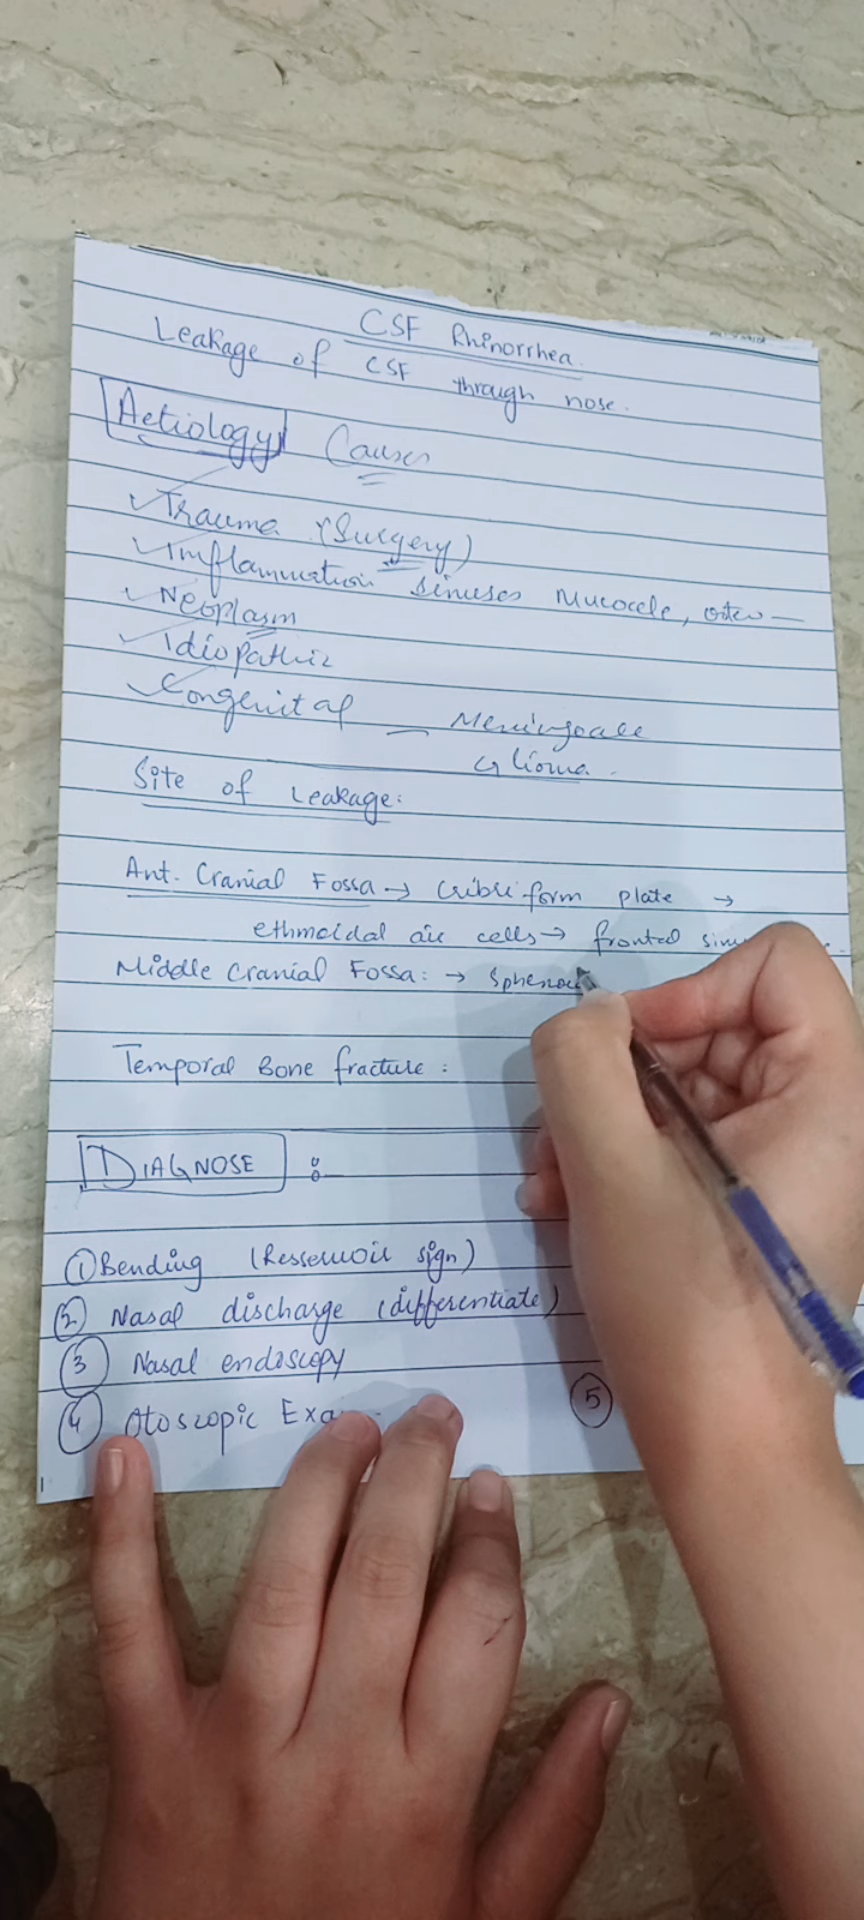 CSF Rhinorrhea.
Leakage of CSF through nose.
Aetiology Causes
Trauma (Surgery)
Inflammation sinuses Mucocele, osteo—
Neoplasm
Idiopathic
Congenital — Meningocele
Glioma.
Site of Leakage:
Ant. Cranial Fossa → Cribriform plate →
ethmoidal air cells → frontal
Middle Cranial Fossa: →
Temporal Bone fracture :
DIAGNOSE :
① Bending (Resservoir sign)
② Nasal discharge (differentiate)
③ Nasal endoscopy
④ Otoscopic
⑤